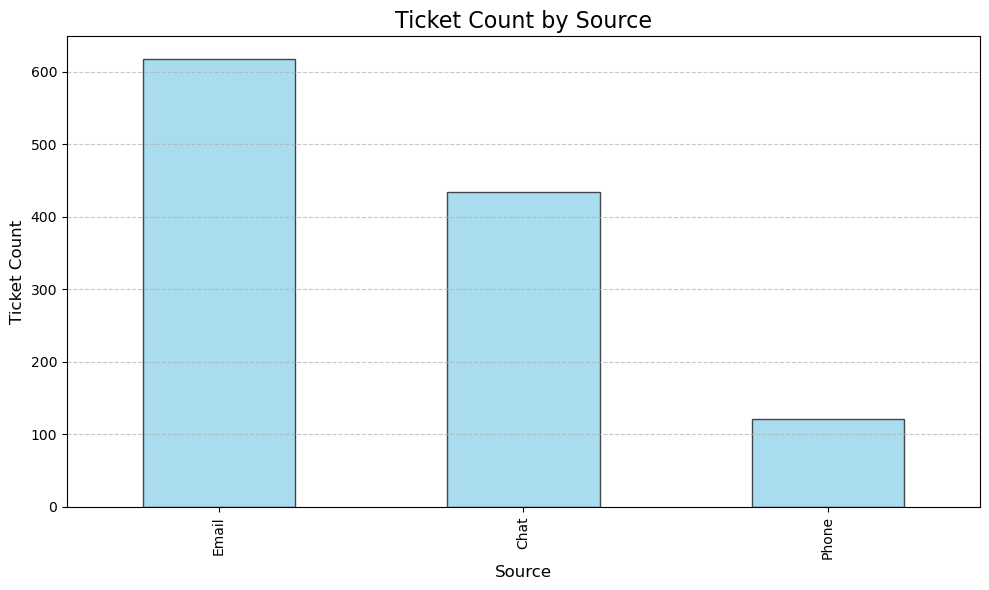 Ticket Count by Source
Ticket Count
600
500
400
300
200
100
0
Email
Chat
Phone
Source